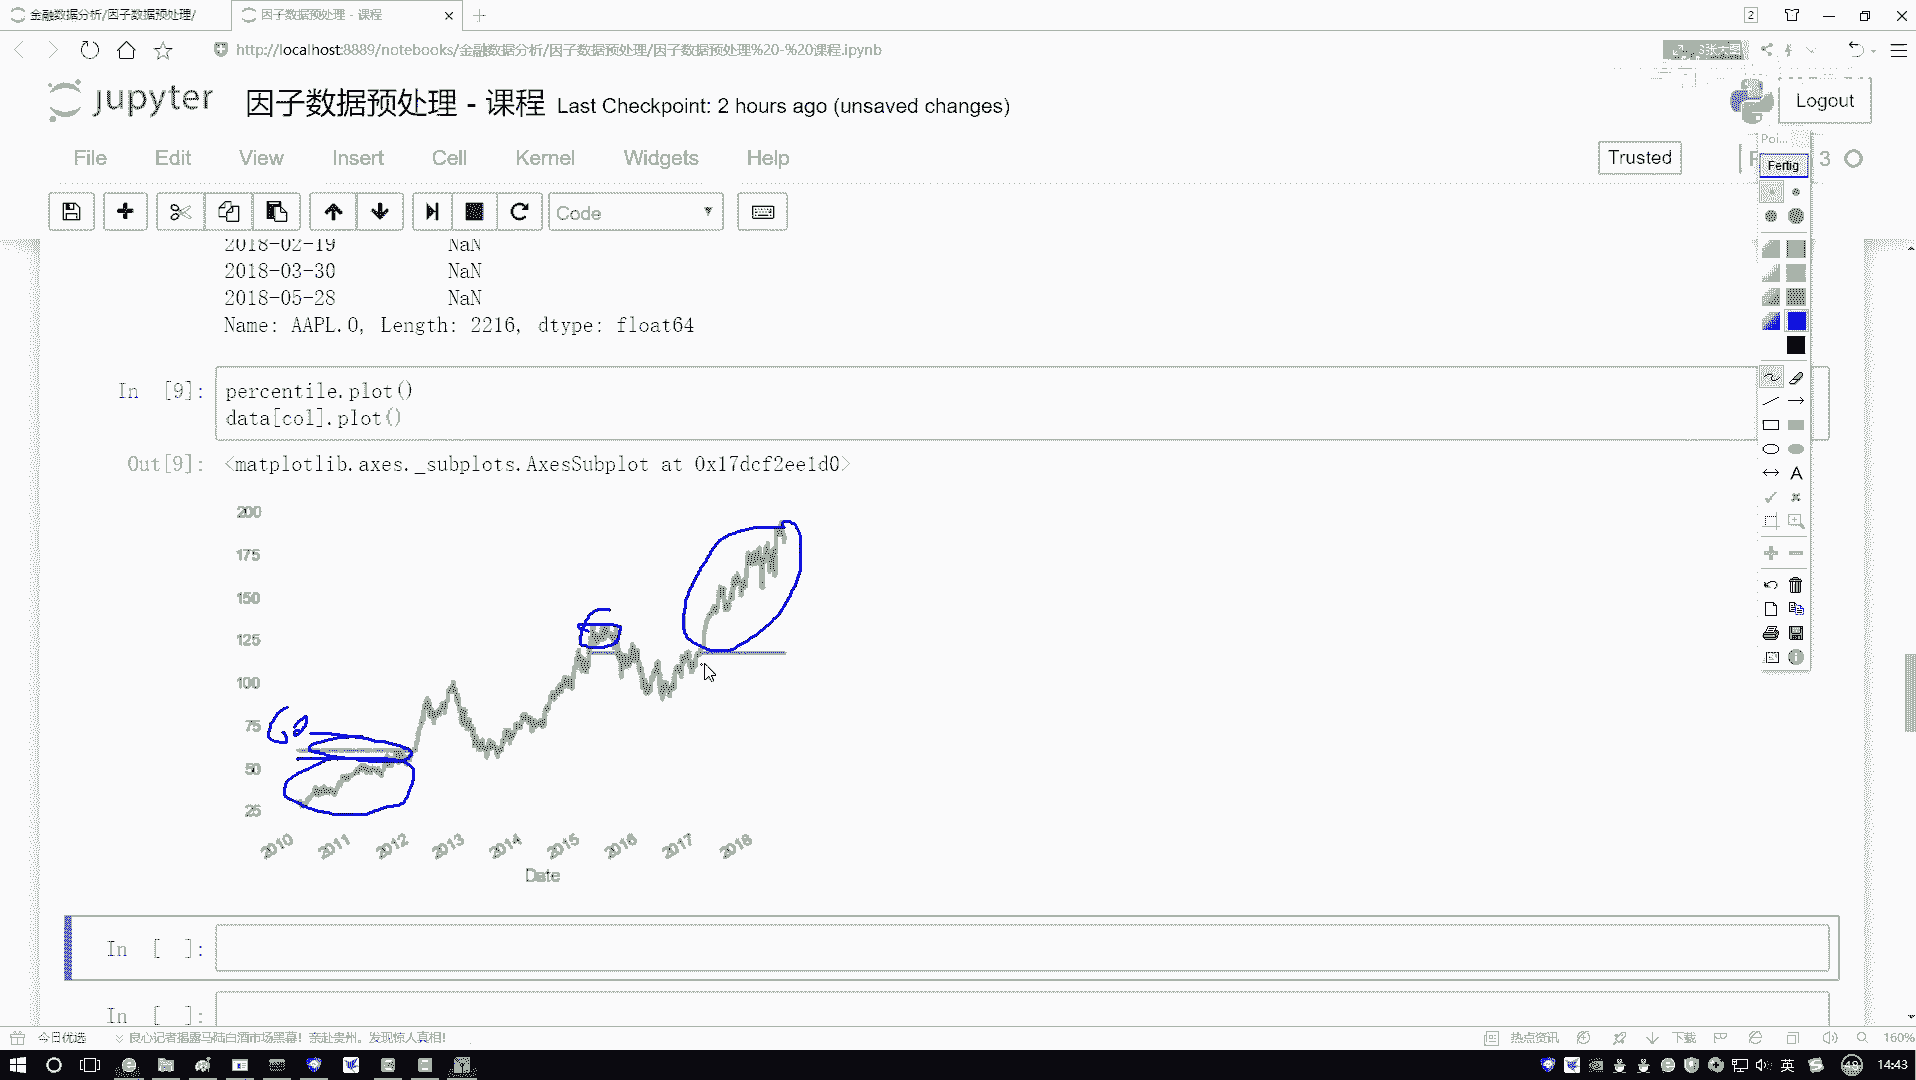 金融数据分析/因子数据预处理/
因子数据预处理 - 课程
2
http://localhost:8889/notebooks/金融数据分析/因子数据预处理/因子数据预处理%20-%20课程.ipynb
jupyter
因子数据预处理 - 课程 Last Checkpoint: 2 hours ago (unsaved changes)
Logout
File Edit View Insert Cell Kernel Widgets Help
Trusted
3
Poi...
Fertig
Code
2018-02-19 NaN
2018-03-30 NaN
2018-05-28 NaN
Name: AAPL.O, Length: 2216, dtype: float64
In [9]: percentile.plot()
data[col].plot()
Out[9]: <matplotlib.axes._subplots.AxesSubplot at 0x17dcf2ee1d0>
200
175
150
125
100
75
50
25
2010 2011 2012 2013 2014 2015 2016 2017 2018
Date
In [ ]:
In [ ]:
今日优选
良心记者揭露马陆白酒市场黑幕！亲赴贵州。发现惊人真相！
热点资讯
下载
160%
英
14:43